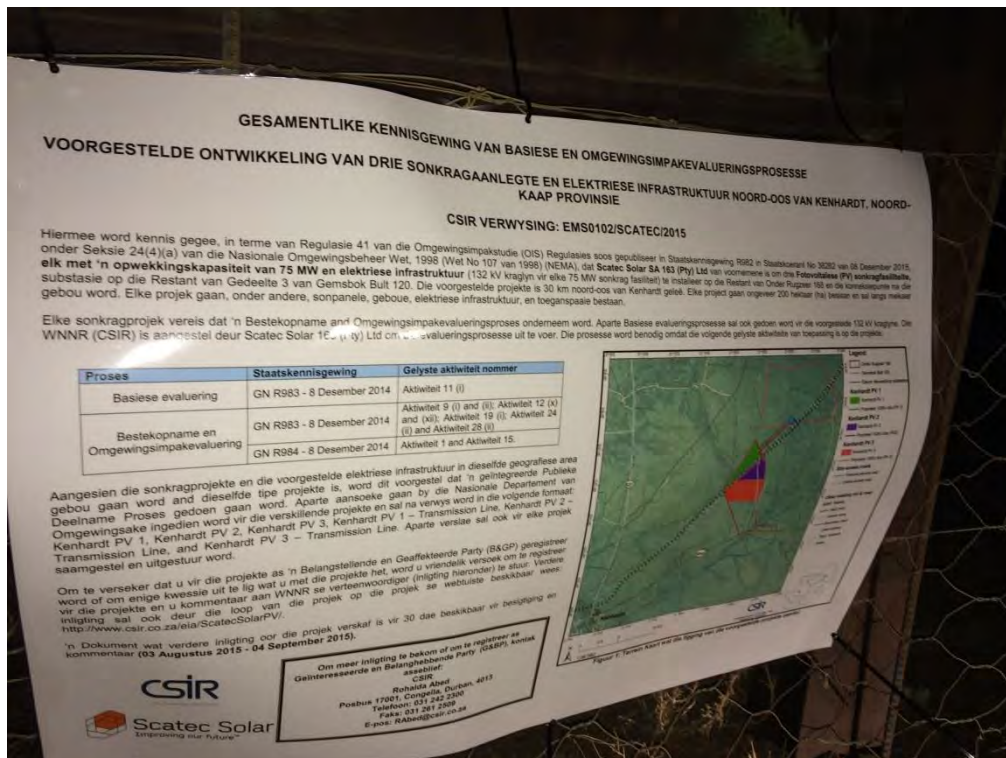 GESAMENTLIKE KENNISGEWING VAN BASIESE EN OMGEWINGSIMPAKEVALUERINGSPROSESSE
VOORGESTELDE ONTWIKKELING VAN DRIE SONKRAGAANLEGTE EN ELEKTRIESE INFRASTRUKTUUR NOORD-OOS VAN KENHARDT, NOORD-
KAAP PROVINSIE
CSIR VERWYSING: EMS0102/SCATEC/2015
Hiermee word kennis gegee, in terme van Regulasie 41 van die Omgewingsimpakstudie (OIS) Regulasies soos gepubliseer in Staatskennisgewing R982 in Staatskoerant No 38282 van 08 Desember 2015,
onder Seksie 24(4)(a) van die Nasionale Omgewingsbeheer Wet, 1998 (Wet No 107 van 1998) (NEMA), dat Scatec Solar SA 163 (Pty) Ltd van voorneme is om drie Fotovoltaïese (PV) sonkragfasiliteite,
elk met 'n opwekkingskapasiteit van 75 MW en elektriese infrastruktuur (132 kV kraglyn vir elke 75 MW sonkrag fasiliteit) te installeer op die Restant van Onder Rugzeer 168 en die konneksiepunte na die
substasie op die Restant van Gedeelte 3 van Gemsbok Bult 120. Die voorgestelde projekte is 30 km noord-oos van Kenhardt geleë. Elke project gaan ongeveer 200 hektaar (ha) beslaan en sal langs mekaar
gebou word. Elke projek gaan, onder andere, sonpanele, geboue, elektriese infrastruktuur, en toegangspaaie bestaan.
Elke sonkragprojek vereis dat 'n Bestekopname and Omgewingsimpakevalueringsproses onderneem word. Aparte Basiese evalueringsprosesse sal ook gedoen word vir die voorgestelde 132 kV kraglyne. Die
WNNR (CSIR) is aangestel deur Scatec Solar 163 (Pty) Ltd om evalueringsprosesse uit te voer. Die prosesse word benodig omdat die volgende gelyste aktiwiteite van toepassing is op die projek:
Proses Staatskennisgewing Gelyste aktiwiteit nommer
Basiese evaluering GN R983 - 8 Desember 2014 Aktiwiteit 11 (i)
Bestekopname en Omgewingsimpakevaluering GN R983 - 8 Desember 2014 Aktiwiteit 9 (i) and (ii); Aktiwiteit 12 (x)
and (xii); Aktiwiteit 19 (i); Aktiwiteit 24
(ii) and Aktiwiteit 28 (ii)
GN R984 - 8 Desember 2014 Aktiwiteit 1 and Aktiwiteit 15.
Aangesien die sonkragprojekte en die voorgestelde elektriese infrastruktuur in dieselfde geografiese area
gebou gaan word and dieselfde tipe projekte is, word dit voorgestel dat 'n geïntegreerde Publieke
Deelname Proses gedoen gaan word. Aparte aansoeke gaan by die Nasionale Departement van
Omgewingsake ingedien word vir die verskillende projekte en sal na verwys word in die volgende formaat:
Kenhardt PV 1, Kenhardt PV 2, Kenhardt PV 3, Kenhardt PV 1 – Transmission Line, Kenhardt PV 2 –
Transmission Line, and Kenhardt PV 3 – Transmission Line. Aparte verslae sal ook vir elke projek
saamgestel en uitgestuur word.
Om te verseker dat u vir die projekte as 'n Belangstellende en Geaffekteerde Party (B&GP) geregistreer
word of om enige kwessie uit te lig wat u met die projekte het, word u vriendelik versoek om te registreer
vir die projekte en u kommentaar aan WNNR se verteenwoordiger (inligting hieronder) te stuur. Verdere
inligting sal ook deur die loop van die projek op die projek se webtuiste beskikbaar wees:
http://www.csir.co.za/eia/ScatecSolarPV/.
'n Dokument wat verdere inligting oor die projek verskaf is vir 30 dae beskikbaar vir besigtiging en
kommentaar (03 Augustus 2015 - 04 September 2015).
CSIR
Scatec Solar
Improving our future™
Om meer inligting te bekom of om te registreer as
Geïnteresseerde en Belanghebbende Party (G&BP), kontak
asseblief:
CSIR
Rohaida Abed
Posbus 17001, Congella, Durban, 4013
Telefoon: 031 242 2300
Faks: 031 261 2509
E-pos: RAbed@csir.co.za
Legend
Kenhardt PV 1
Kenhardt PV 2
Kenhardt PV 3
CSIR
Figuur 1: Terrein Kaart wat die ligging van die voorgestelde